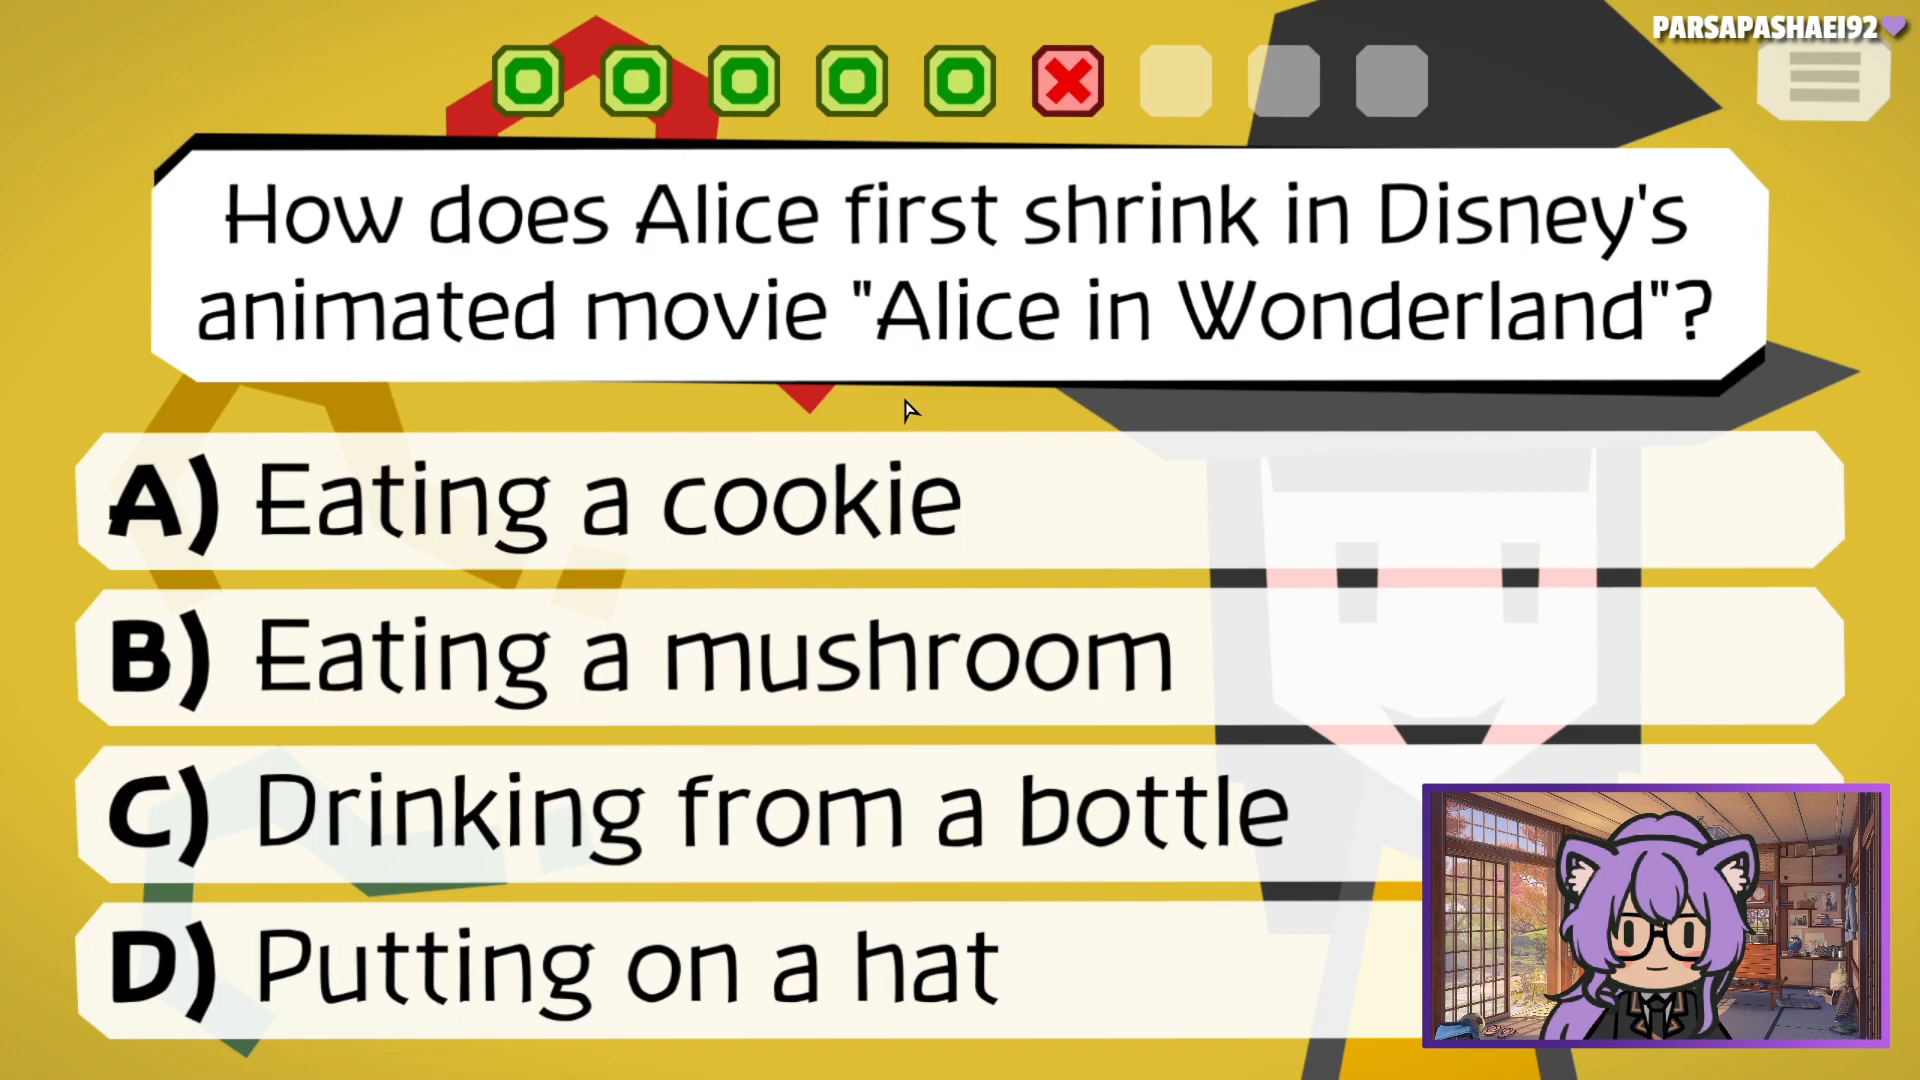 PARSAPASHAEI92
How does Alice first shrink in Disney's
animated movie "Alice in Wonderland"?
A) Eating a cookie
B) Eating a mushroom
C) Drinking from a bottle
D) Putting on a hat